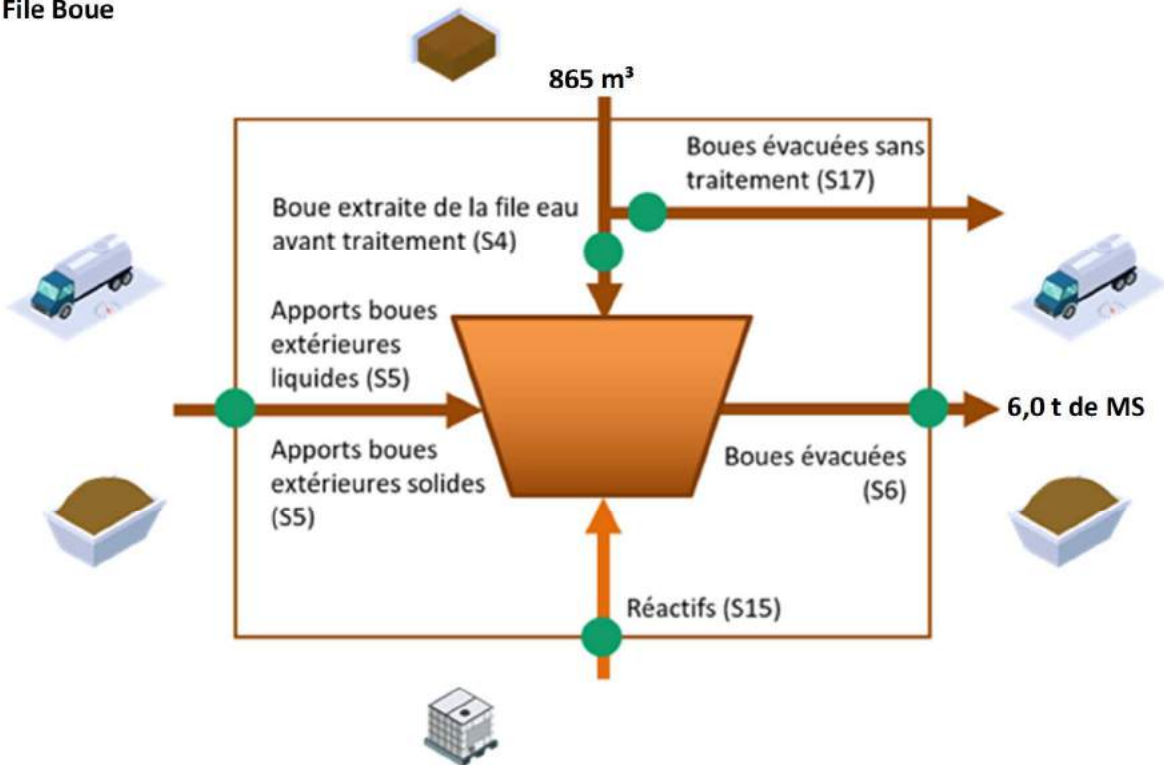 File Boue
865 m³
Boues évacuées sans
traitement (S17)
Boue extraite de la file eau
avant traitement (S4)
Apports boues
extérieures
liquides (S5)
6,0 t de MS
Apports boues
extérieures solides
(S5)
Boues évacuées
(S6)
Réactifs (S15)